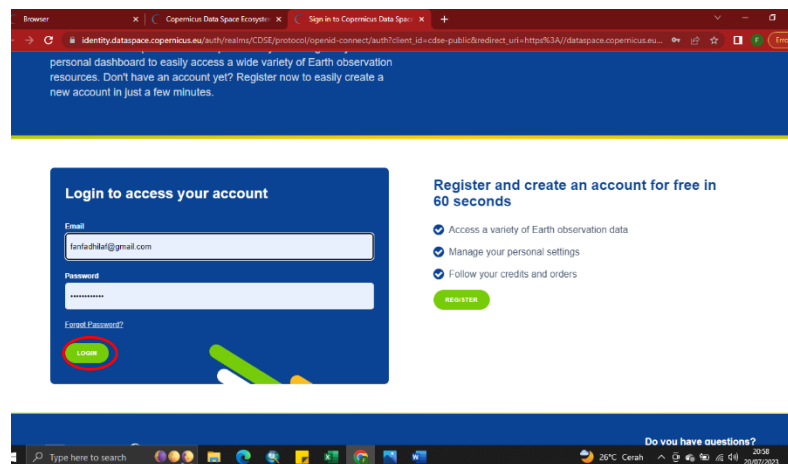 Browser
Copernicus Data Space Ecosyster
Sign in to Copernicus Data Spac
identity.dataspace.copernicus.eu/auth/realms/CDSE/protocol/openid-connect/auth?client_id=cdse-public&redirect_uri=https%3A//dataspace.copernicus.eu...
personal dashboard to easily access a wide variety of Earth observation
resources. Don't have an account yet? Register now to easily create a
new account in just a few minutes.
Login to access your account
Email
fanfadhilaf@gmail.com
Password
Forgot Password?
LOGIN
Register and create an account for free in
60 seconds
Access a variety of Earth observation data
Manage your personal settings
Follow your credits and orders
REGISTER
Do you have questions?
Type here to search
26°C Cerah
20:58
20/07/2023